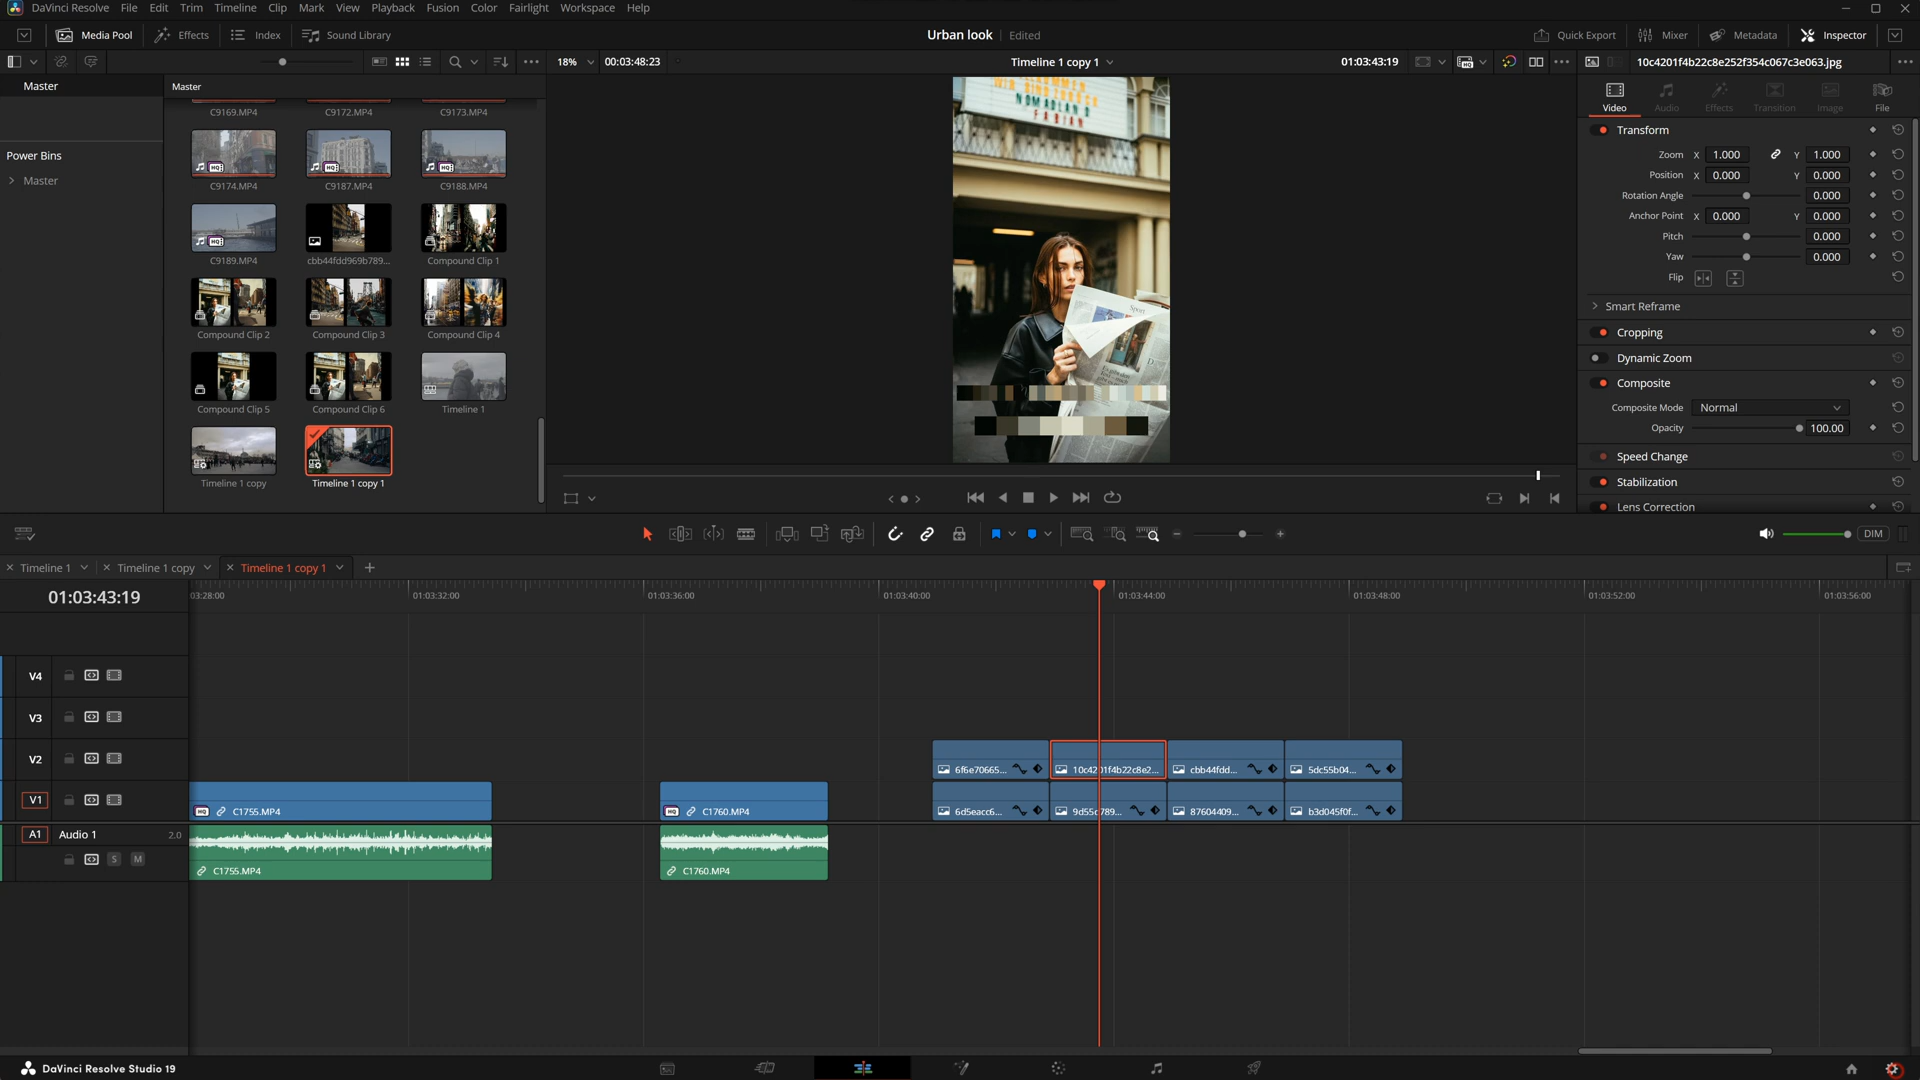 DaVinci Resolve File Edit Trim Timeline Clip Mark View Playback Fusion Color Fairlight Workspace Help
Media Pool Effects Index Sound Library Urban look Edited Quick Export Mixer Metadata Inspector
18% 00:03:48:23 Timeline 1 copy 1 01:03:43:19 10c4201f4b22c8e252f354c067c3e063.jpg
Master
Power Bins
Master
Master
C9169.MP4 C9172.MP4 C9173.MP4
C9174.MP4 C9187.MP4 C9188.MP4
C9189.MP4 cbb44fdd969b789... Compound Clip 1
Compound Clip 2 Compound Clip 3 Compound Clip 4
Compound Clip 5 Compound Clip 6 Timeline 1
Timeline 1 copy Timeline 1 copy 1
NOMADLAND
FABIAN
Sport
Video Audio Effects Transition Image File
Transform
Zoom X 1.000 Y 1.000
Position X 0.000 Y 0.000
Rotation Angle 0.000
Anchor Point X 0.000 Y 0.000
Pitch 0.000
Yaw 0.000
Flip
Smart Reframe
Cropping
Dynamic Zoom
Composite
Composite Mode Normal
Opacity 100.00
Speed Change
Stabilization
Lens Correction
DIM
Timeline 1 Timeline 1 copy Timeline 1 copy 1
01:03:43:19
03:28:00 01:03:32:00 01:03:36:00 01:03:40:00 01:03:44:00 01:03:48:00 01:03:52:00 01:03:56:00
V4
V3
V2
6f6e70665... 10c4201f4b22c8e2... cbb44fdd... 5dc55b04...
V1
C1755.MP4 C1760.MP4 6d5eacc6... 9d55c789... 87604409... b3d045f0f...
A1 Audio 1 2.0
S M
C1755.MP4 C1760.MP4
DaVinci Resolve Studio 19